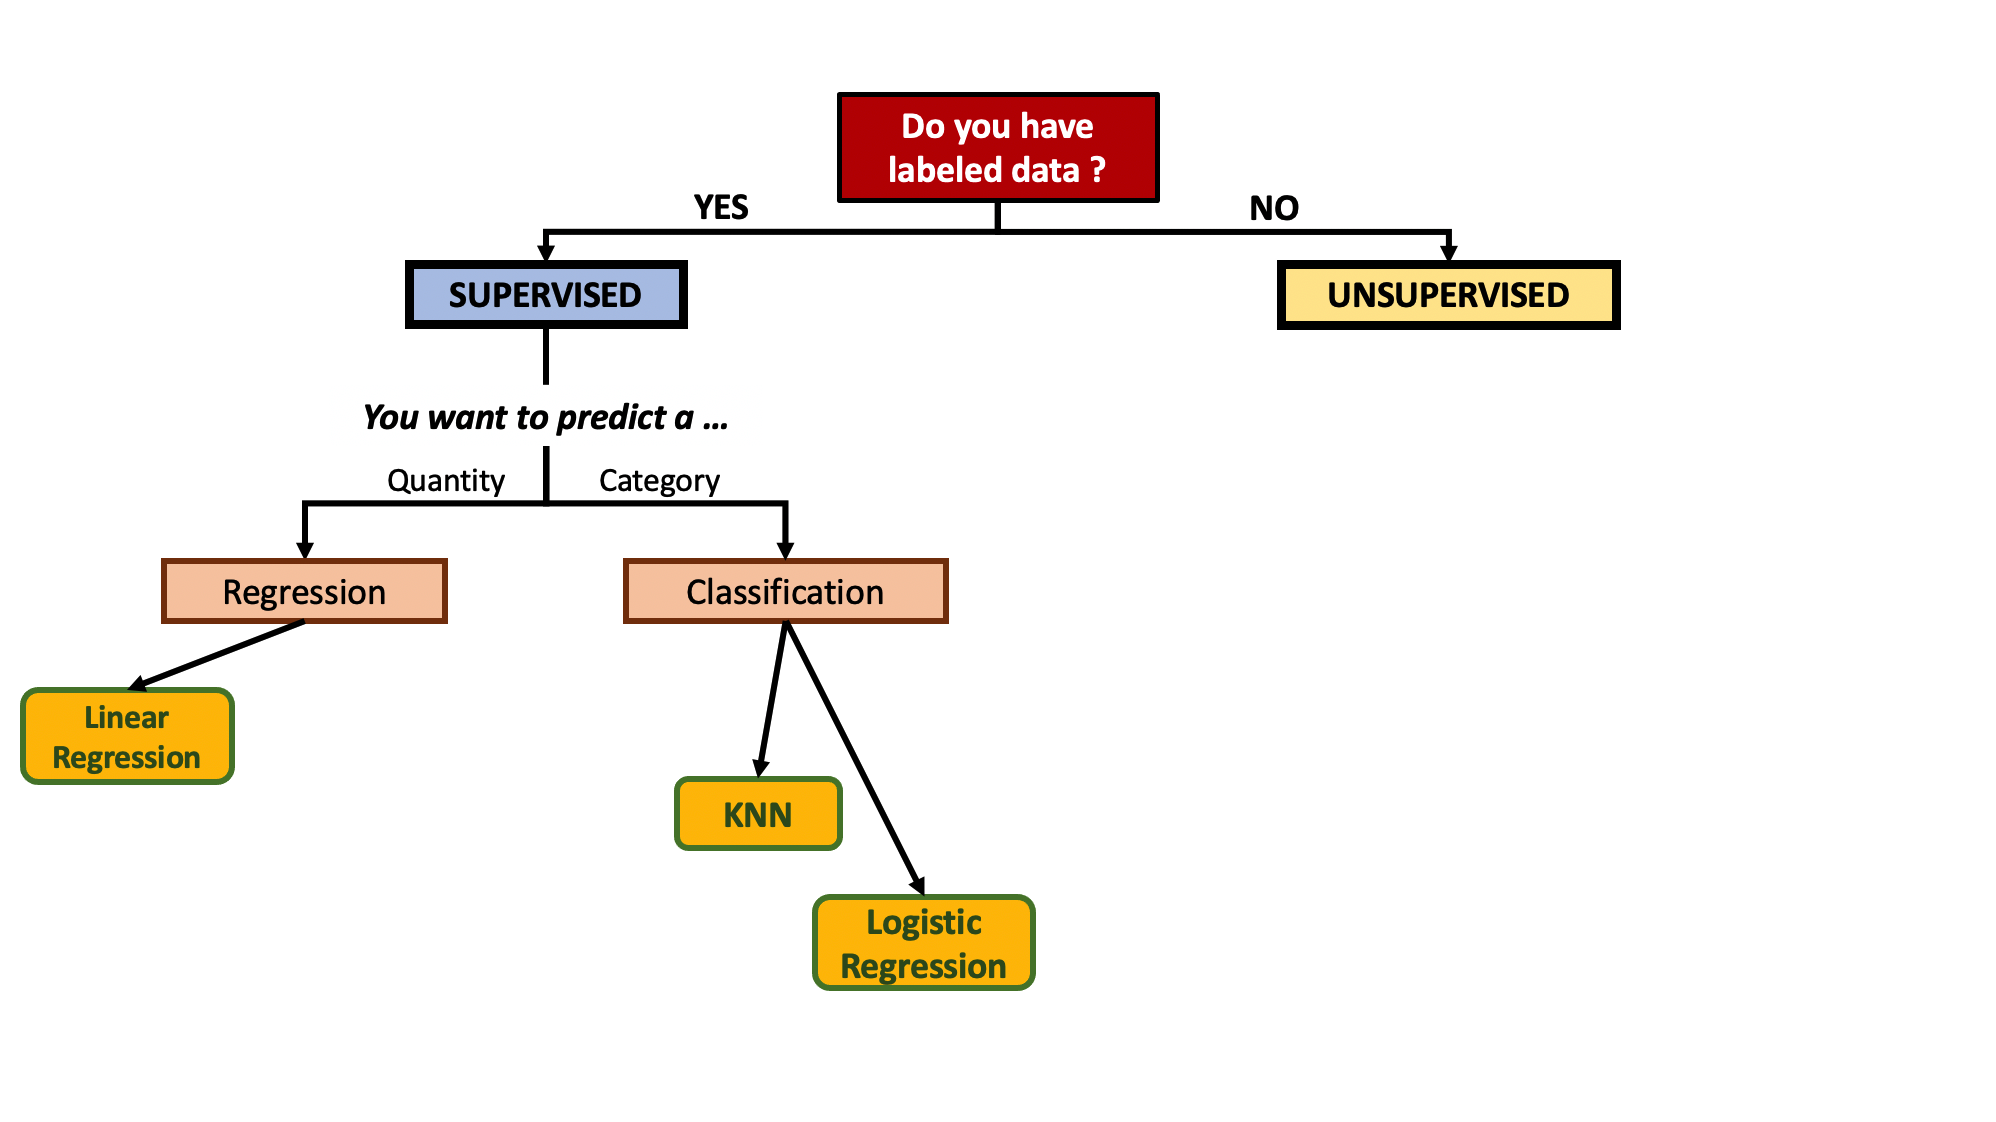 Do you have
labeled data ?
YES
NO
SUPERVISED
UNSUPERVISED
You want to predict a ...
Quantity
Category
Regression
Classification
Linear
Regression
KNN
Logistic
Regression